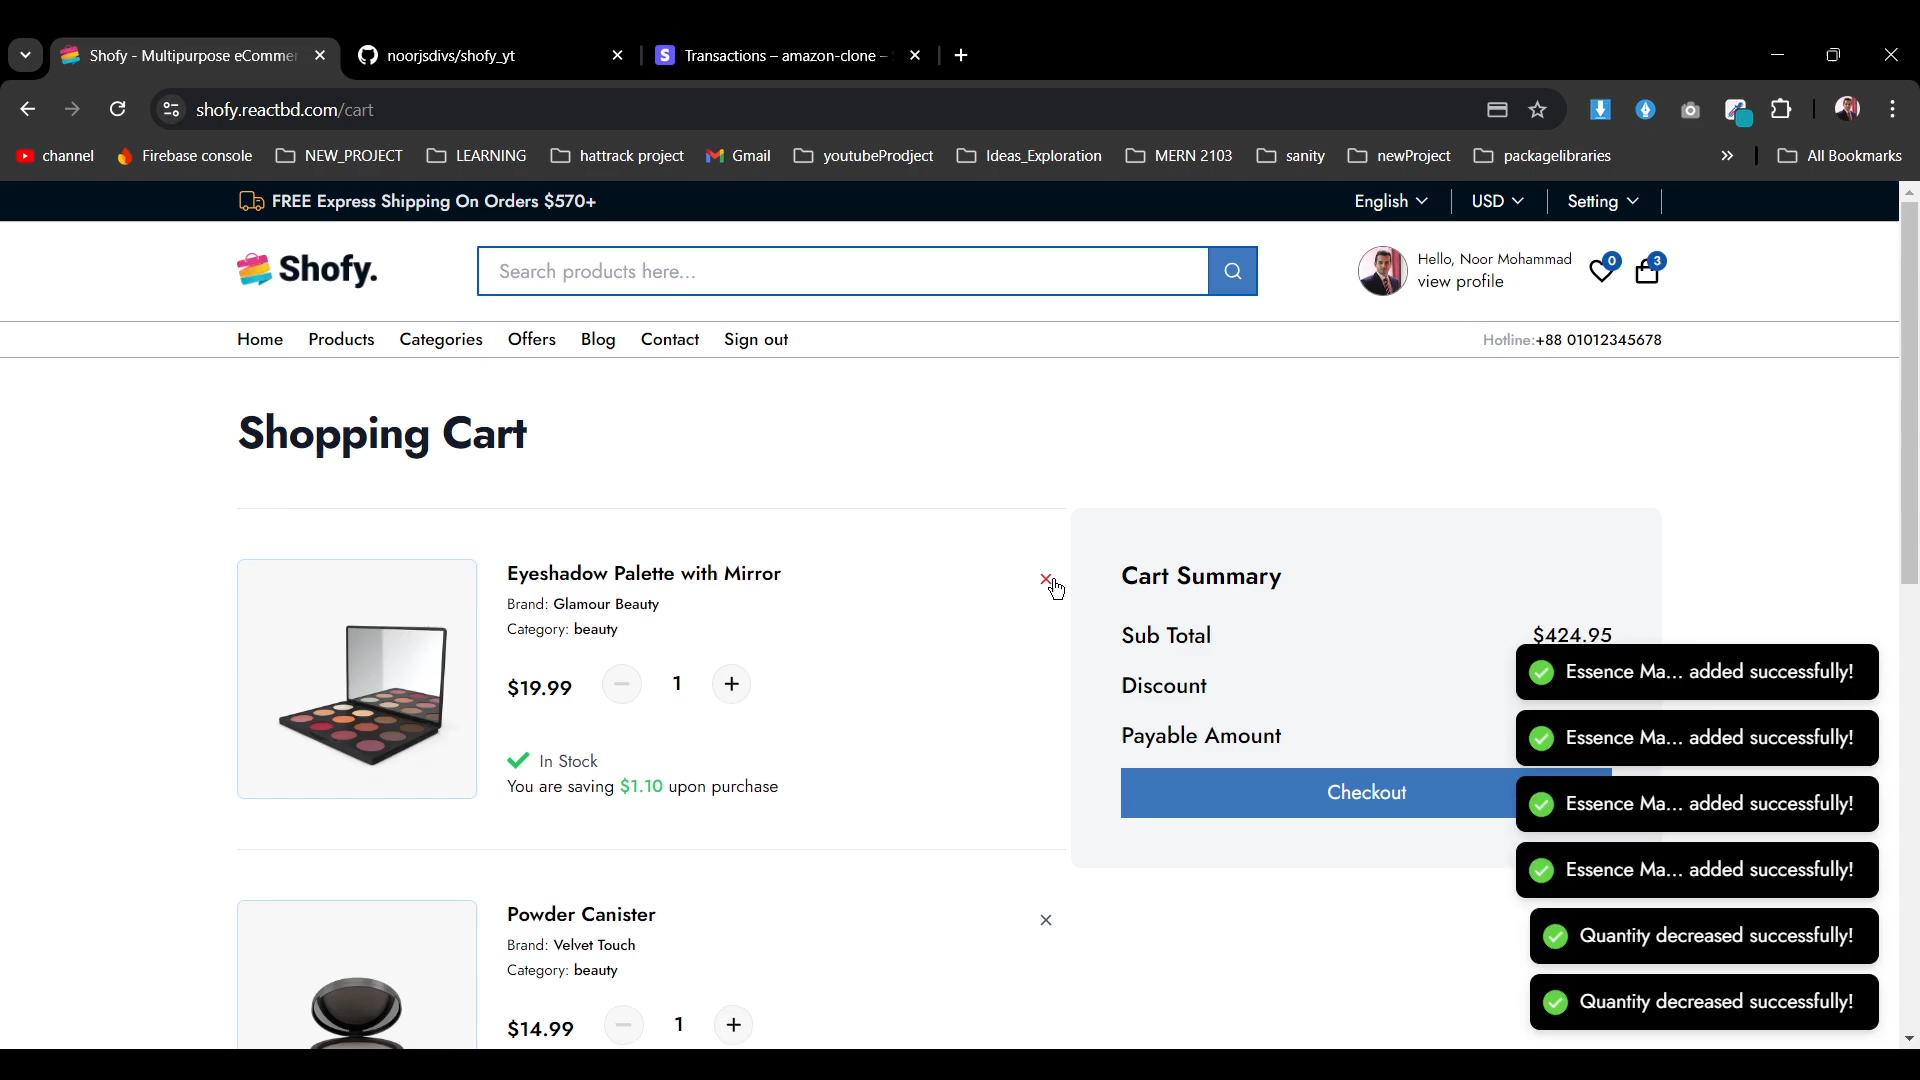 Shofy - Multipurpose eComme
noorjsdivs/shofy_yt
Transactions – amazon-clone –
shofy.reactbd.com/cart
channel
Firebase console
NEW_PROJECT
LEARNING
hattrack project
Gmail
youtubeProdject
Ideas_Exploration
MERN 2103
sanity
newProject
packagelibraries
All Bookmarks
FREE Express Shipping On Orders $570+
English
USD
Setting
Shofy.
Search products here...
Hello, Noor Mohammad
view profile
0
3
Home
Products
Categories
Offers
Blog
Contact
Sign out
Hotline:+88 01012345678
Shopping Cart
Eyeshadow Palette with Mirror
Brand: Glamour Beauty
Category: beauty
$19.99
1
In Stock
You are saving $1.10 upon purchase
Powder Canister
Brand: Velvet Touch
Category: beauty
$14.99
1
Cart Summary
Sub Total
$424.95
Discount
Payable Amount
Checkout
Essence Ma... added successfully!
Essence Ma... added successfully!
Essence Ma... added successfully!
Essence Ma... added successfully!
Quantity decreased successfully!
Quantity decreased successfully!